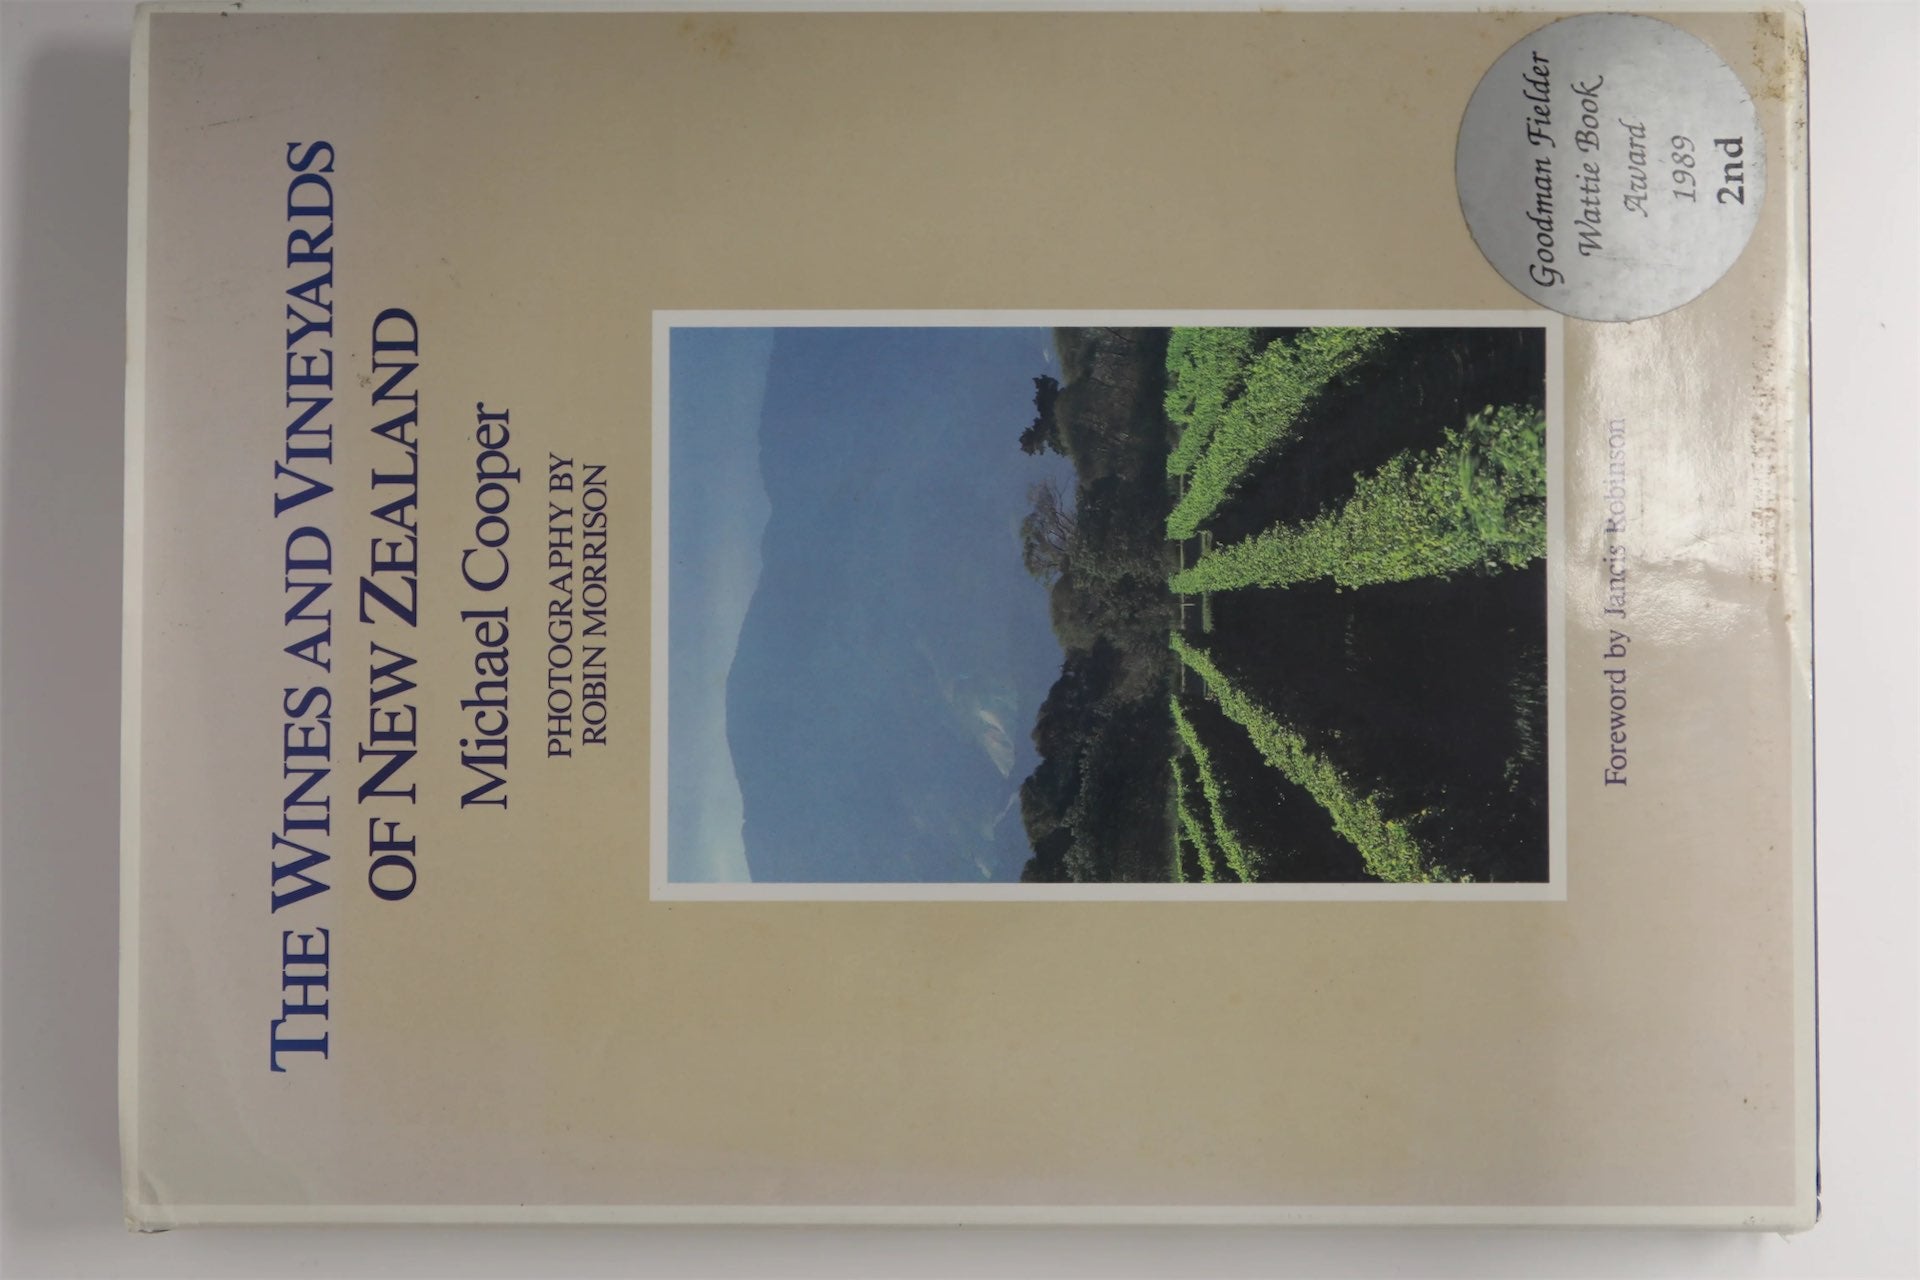 THE WINES AND VINEYARDS
OF NEW ZEALAND
Michael Cooper
PHOTOGRAPHY BY
ROBIN MORRISON
Foreword by Jancis Robinson
Goodman Fielder
Wattie Book
Award
1989
2nd